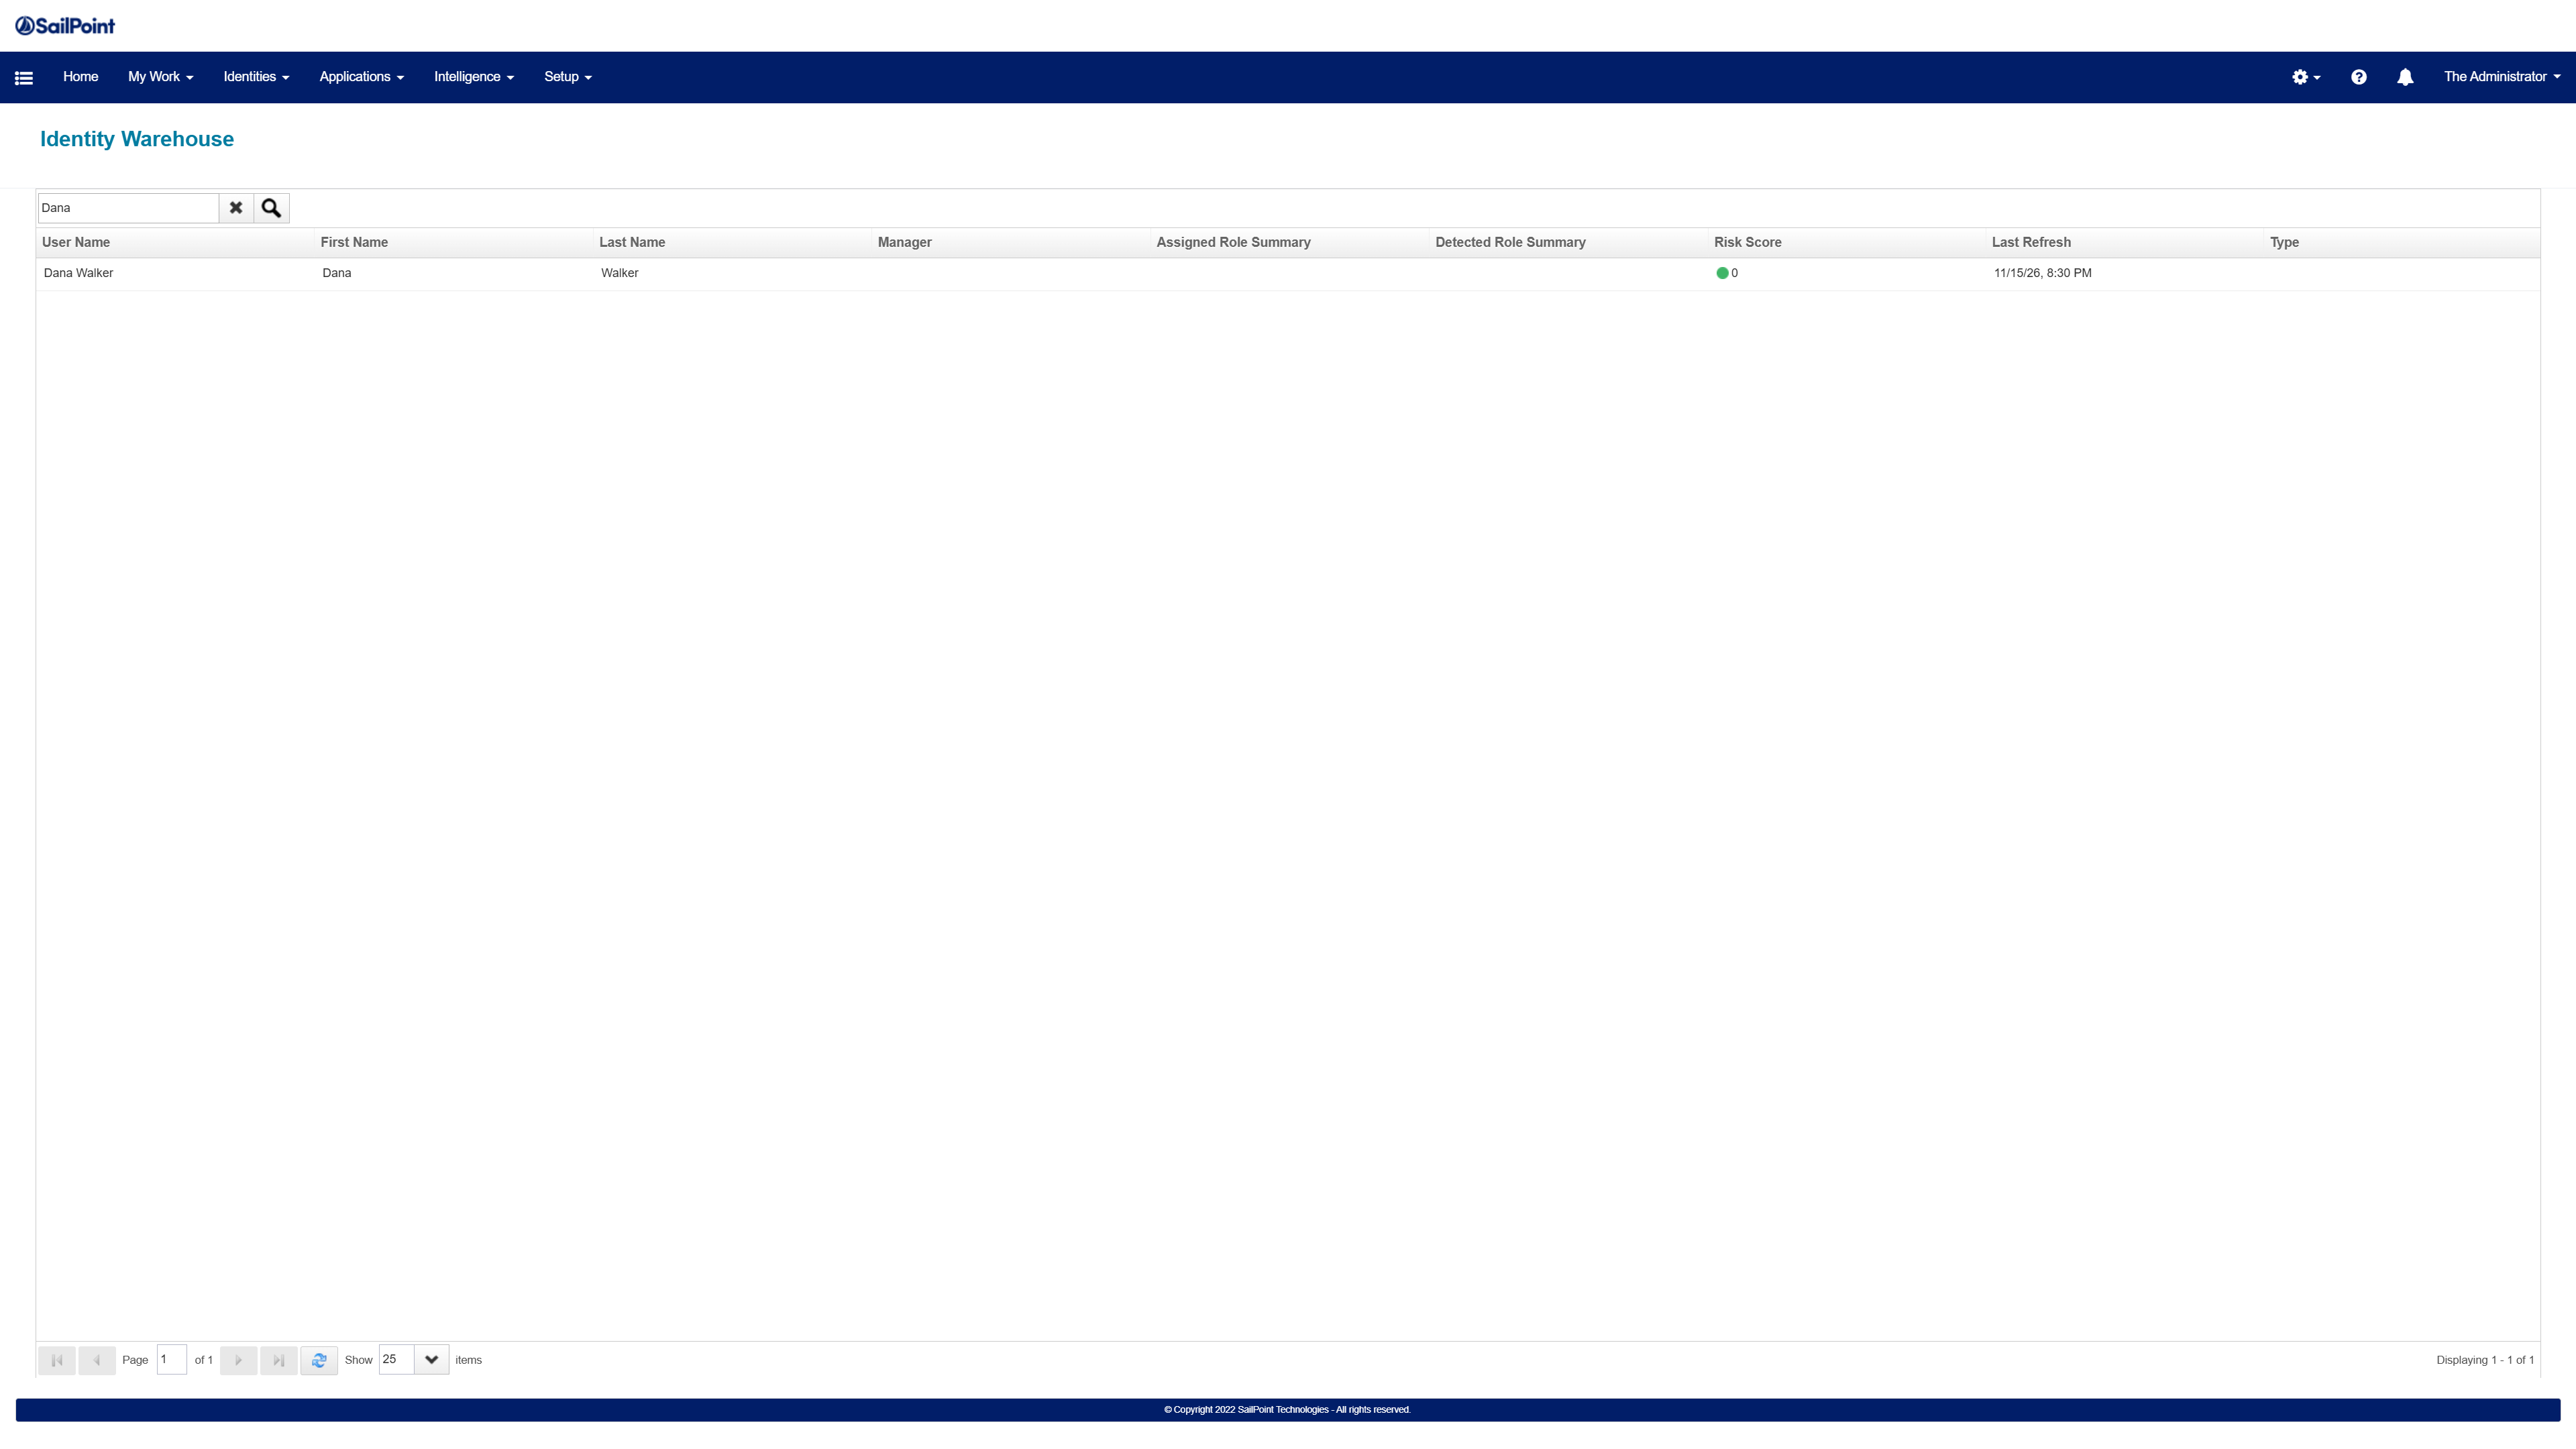 SailPoint
Home My Work Identities Applications Intelligence Setup The Administrator
Identity Warehouse
Dana
User Name First Name Last Name Manager Assigned Role Summary Detected Role Summary Risk Score Last Refresh Type
Dana Walker Dana Walker 0 11/15/26, 8:30 PM
Page 1 of 1 Show 25 items Displaying 1 - 1 of 1
© Copyright 2022 SailPoint Technologies - All rights reserved.